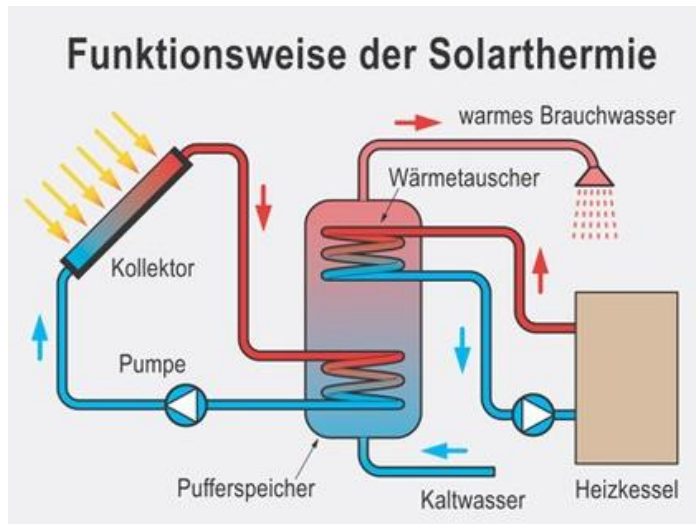 Funktionsweise der Solarthermie
warmes Brauchwasser
Wärmetauscher
Kollektor
Pumpe
Pufferspeicher
Kaltwasser
Heizkessel